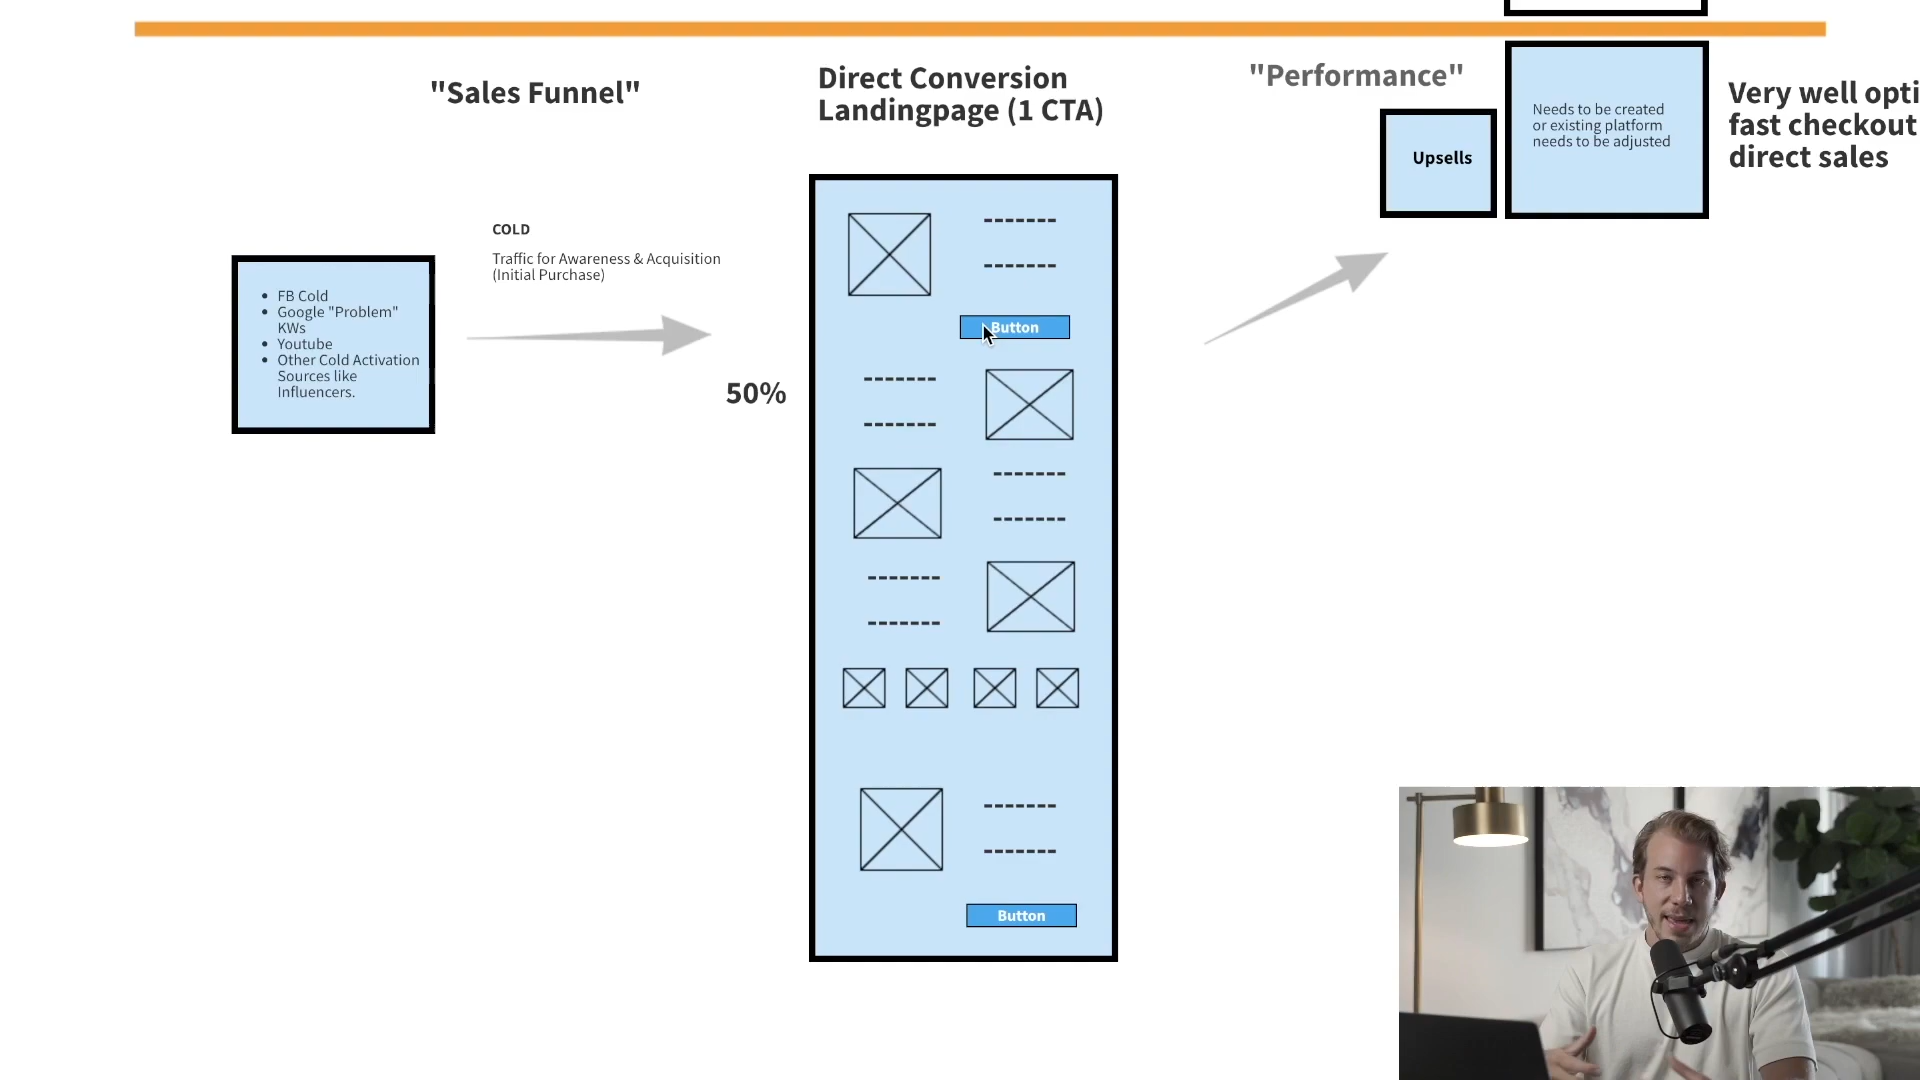 "Sales Funnel"
Direct Conversion
Landingpage (1 CTA)
"Performance"
Upsells
Needs to be created
or existing platform
needs to be adjusted
Very well opti
fast checkout
direct sales
COLD
Traffic for Awareness & Acquisition
(Initial Purchase)
FB Cold
Google "Problem"
KWs
Youtube
Other Cold Activation
Sources like
Influencers.
50%
Button
Button